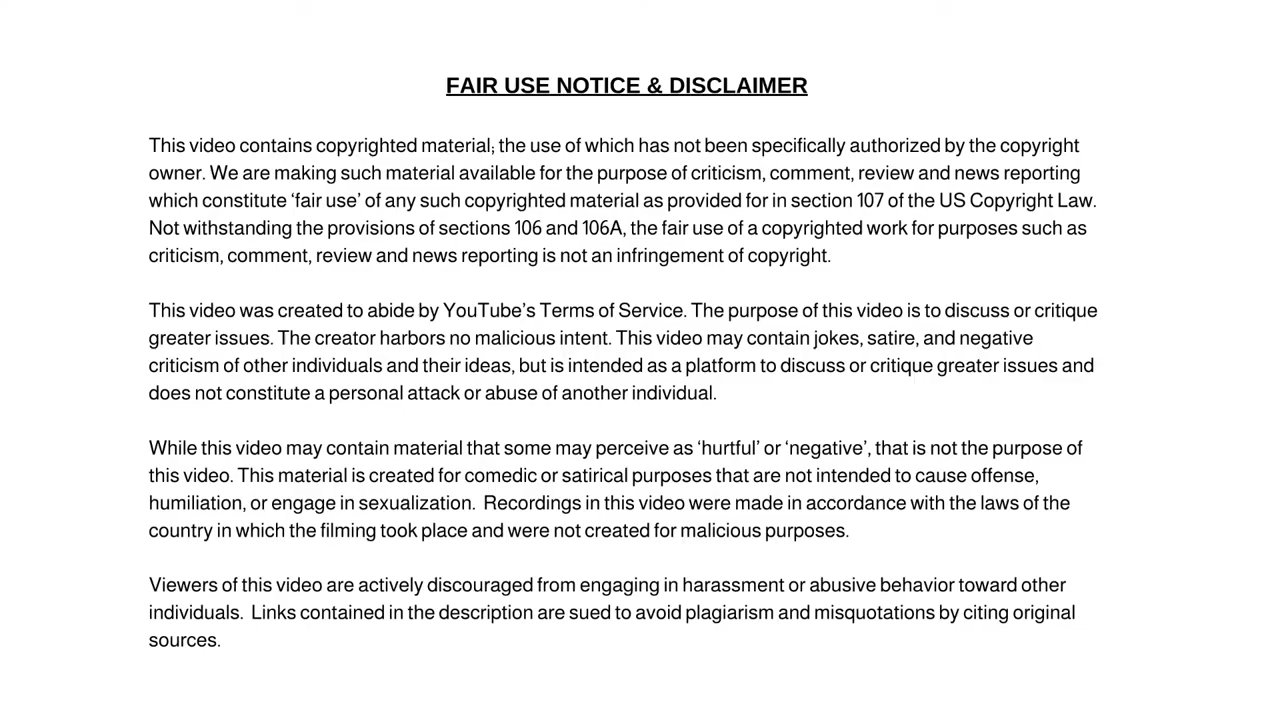 FAIR USE NOTICE & DISCLAIMER
This video contains copyrighted material; the use of which has not been specifically authorized by the copyright
owner. We are making such material available for the purpose of criticism, comment, review and news reporting
which constitute ‘fair use’ of any such copyrighted material as provided for in section 107 of the US Copyright Law.
Not withstanding the provisions of sections 106 and 106A, the fair use of a copyrighted work for purposes such as
criticism, comment, review and news reporting is not an infringement of copyright.
This video was created to abide by YouTube’s Terms of Service. The purpose of this video is to discuss or critique
greater issues. The creator harbors no malicious intent. This video may contain jokes, satire, and negative
criticism of other individuals and their ideas, but is intended as a platform to discuss or critique greater issues and
does not constitute a personal attack or abuse of another individual.
While this video may contain material that some may perceive as ‘hurtful’ or ‘negative’, that is not the purpose of
this video. This material is created for comedic or satirical purposes that are not intended to cause offense,
humiliation, or engage in sexualization.  Recordings in this video were made in accordance with the laws of the
country in which the filming took place and were not created for malicious purposes.
Viewers of this video are actively discouraged from engaging in harassment or abusive behavior toward other
individuals.  Links contained in the description are sued to avoid plagiarism and misquotations by citing original
sources.